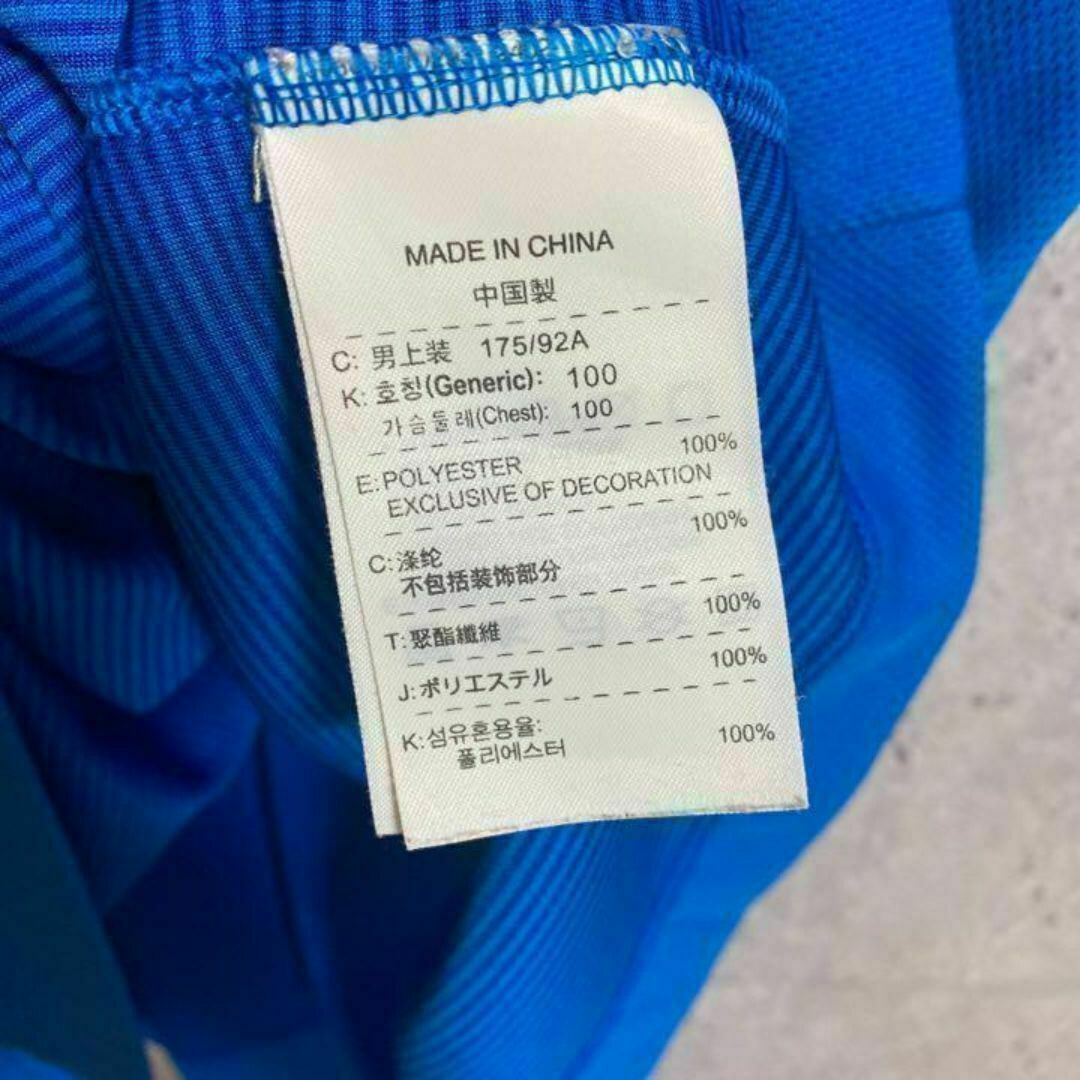 MADE IN CHINA
中国製
C: 男上装 175/92A
K: 호칭(Generic): 100
가슴둘레(Chest): 100
E: POLYESTER 100%
EXCLUSIVE OF DECORATION
C: 涤纶 100%
不包括装饰部分
T: 聚酯纖維 100%
J: ポリエステル 100%
K: 섬유혼용율:
폴리에스터 100%